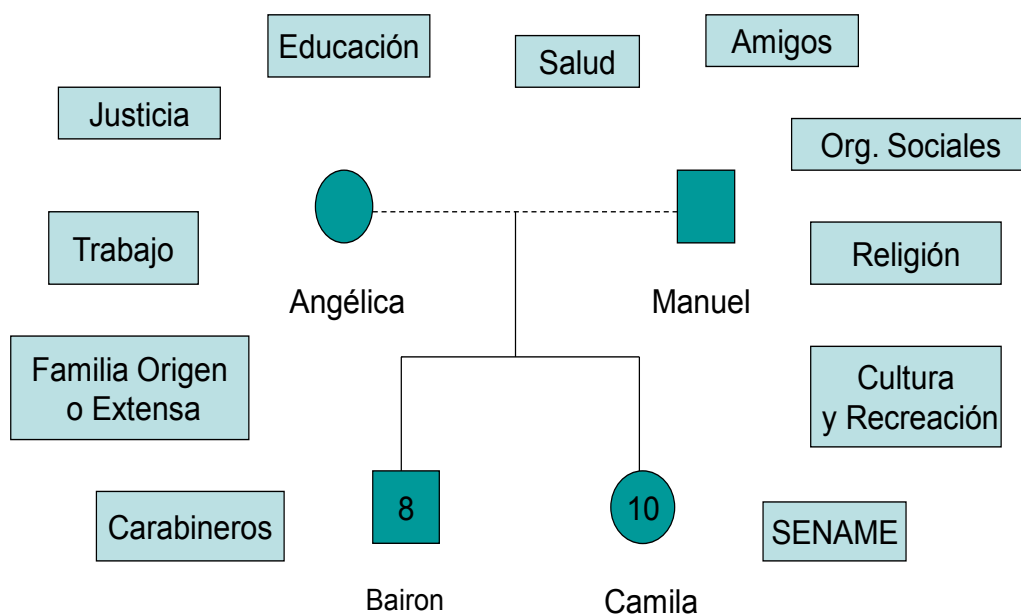 Educación
Salud
Amigos
Justicia
Org. Sociales
Trabajo
Religión
Angélica
Manuel
Familia Origen
o Extensa
Cultura
y Recreación
8
10
Carabineros
SENAME
Bairon
Camila